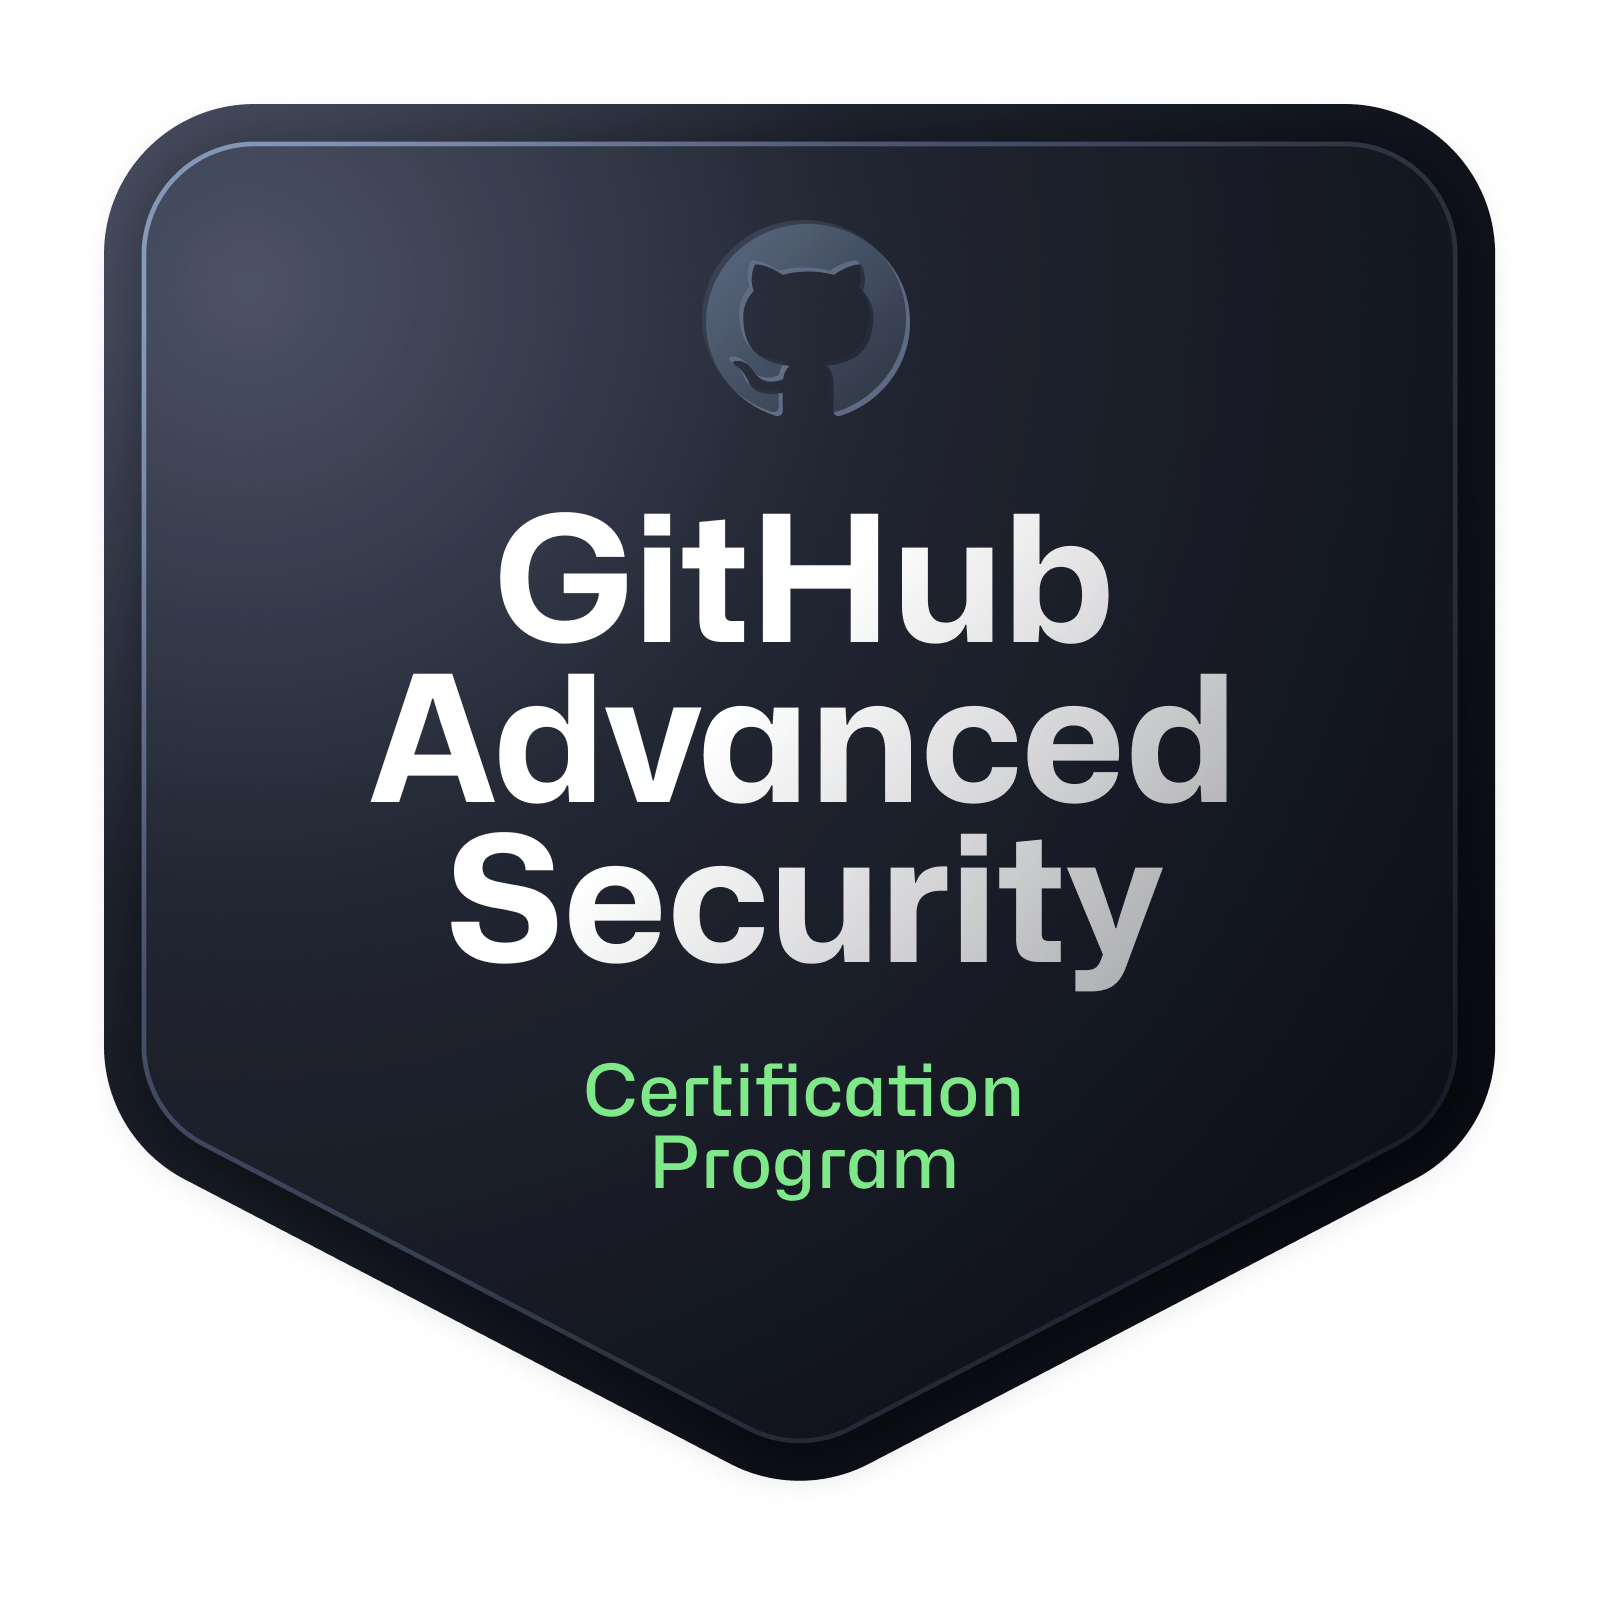 GitHub
Advanced
Security
Certification
Program